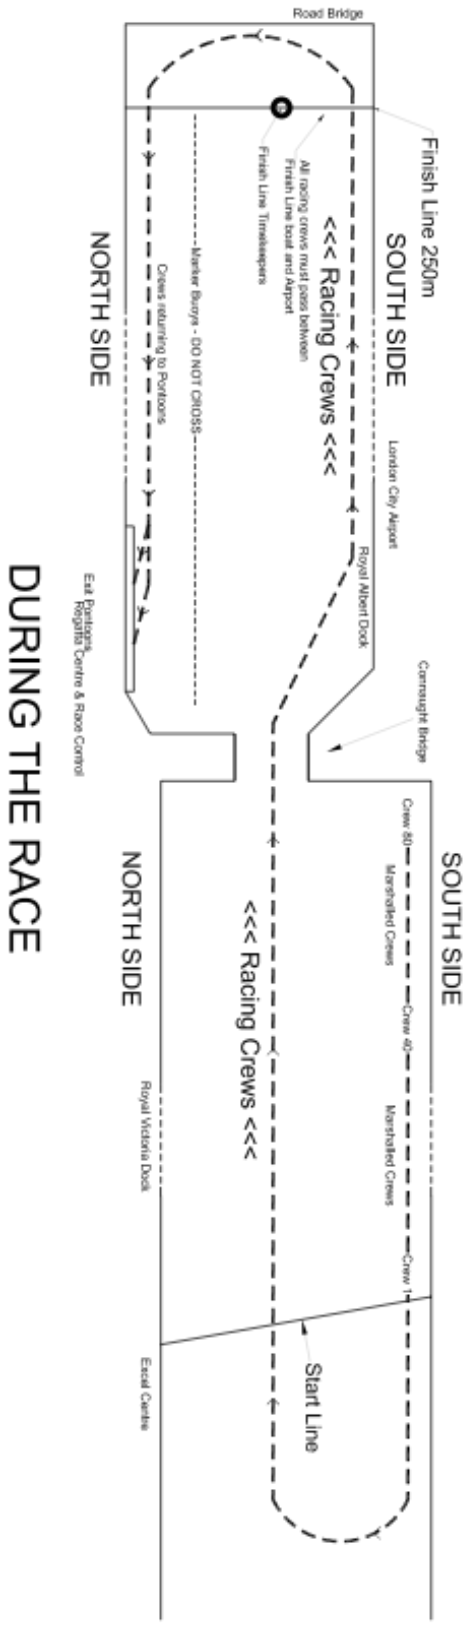 Road Bridge
Finish Line 250m
All racing crews must pass between
Finish Line boat and Airport
Finish Line Timekeepers
<<< Racing Crews <<<
SOUTH SIDE
London City Airport
Royal Albert Dock
Connaught Bridge
Marker Buoys - DO NOT CROSS
Crews returning to Pontoons
NORTH SIDE
Exit Pontoons
Regatta Centre & Race Control
DURING THE RACE
SOUTH SIDE
Crew 80
Marshalled Crews
Crew 40
Marshalled Crews
Crew 1
<<< Racing Crews <<<
NORTH SIDE
Royal Victoria Dock
Start Line
Excel Centre